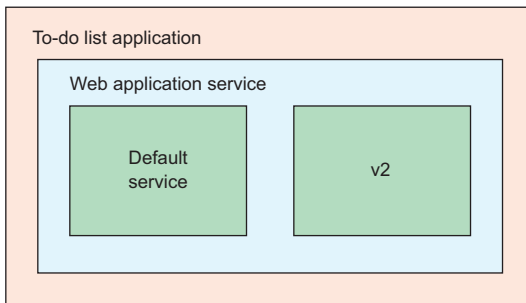 To-do list application
Web application service
Default
service
v2